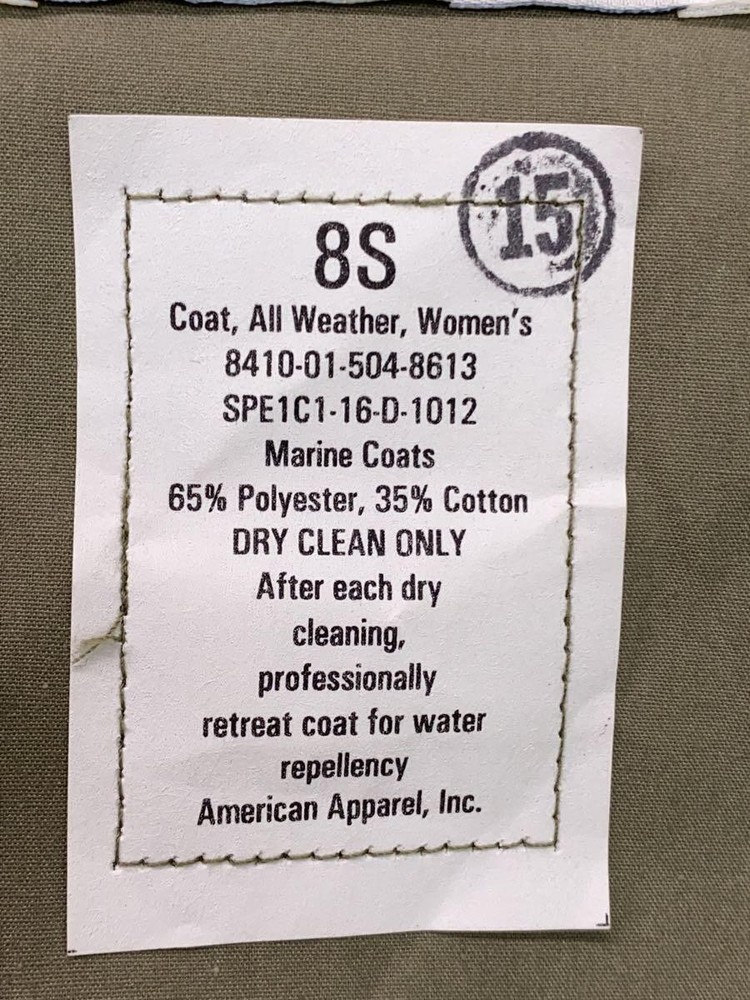 15
8S
Coat, All Weather, Women's
8410-01-504-8613
SPE1C1-16-D-1012
Marine Coats
65% Polyester, 35% Cotton
DRY CLEAN ONLY
After each dry
cleaning,
professionally
retreat coat for water
repellency
American Apparel, Inc.